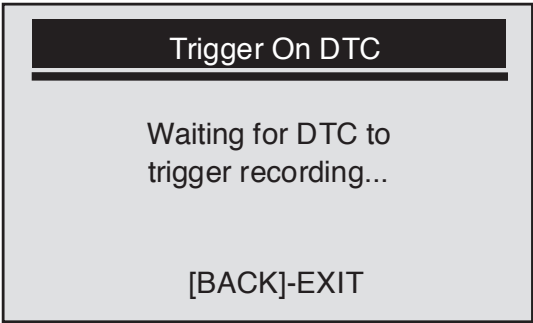 Trigger On DTC
Waiting for DTC to
trigger recording...
[BACK]-EXIT